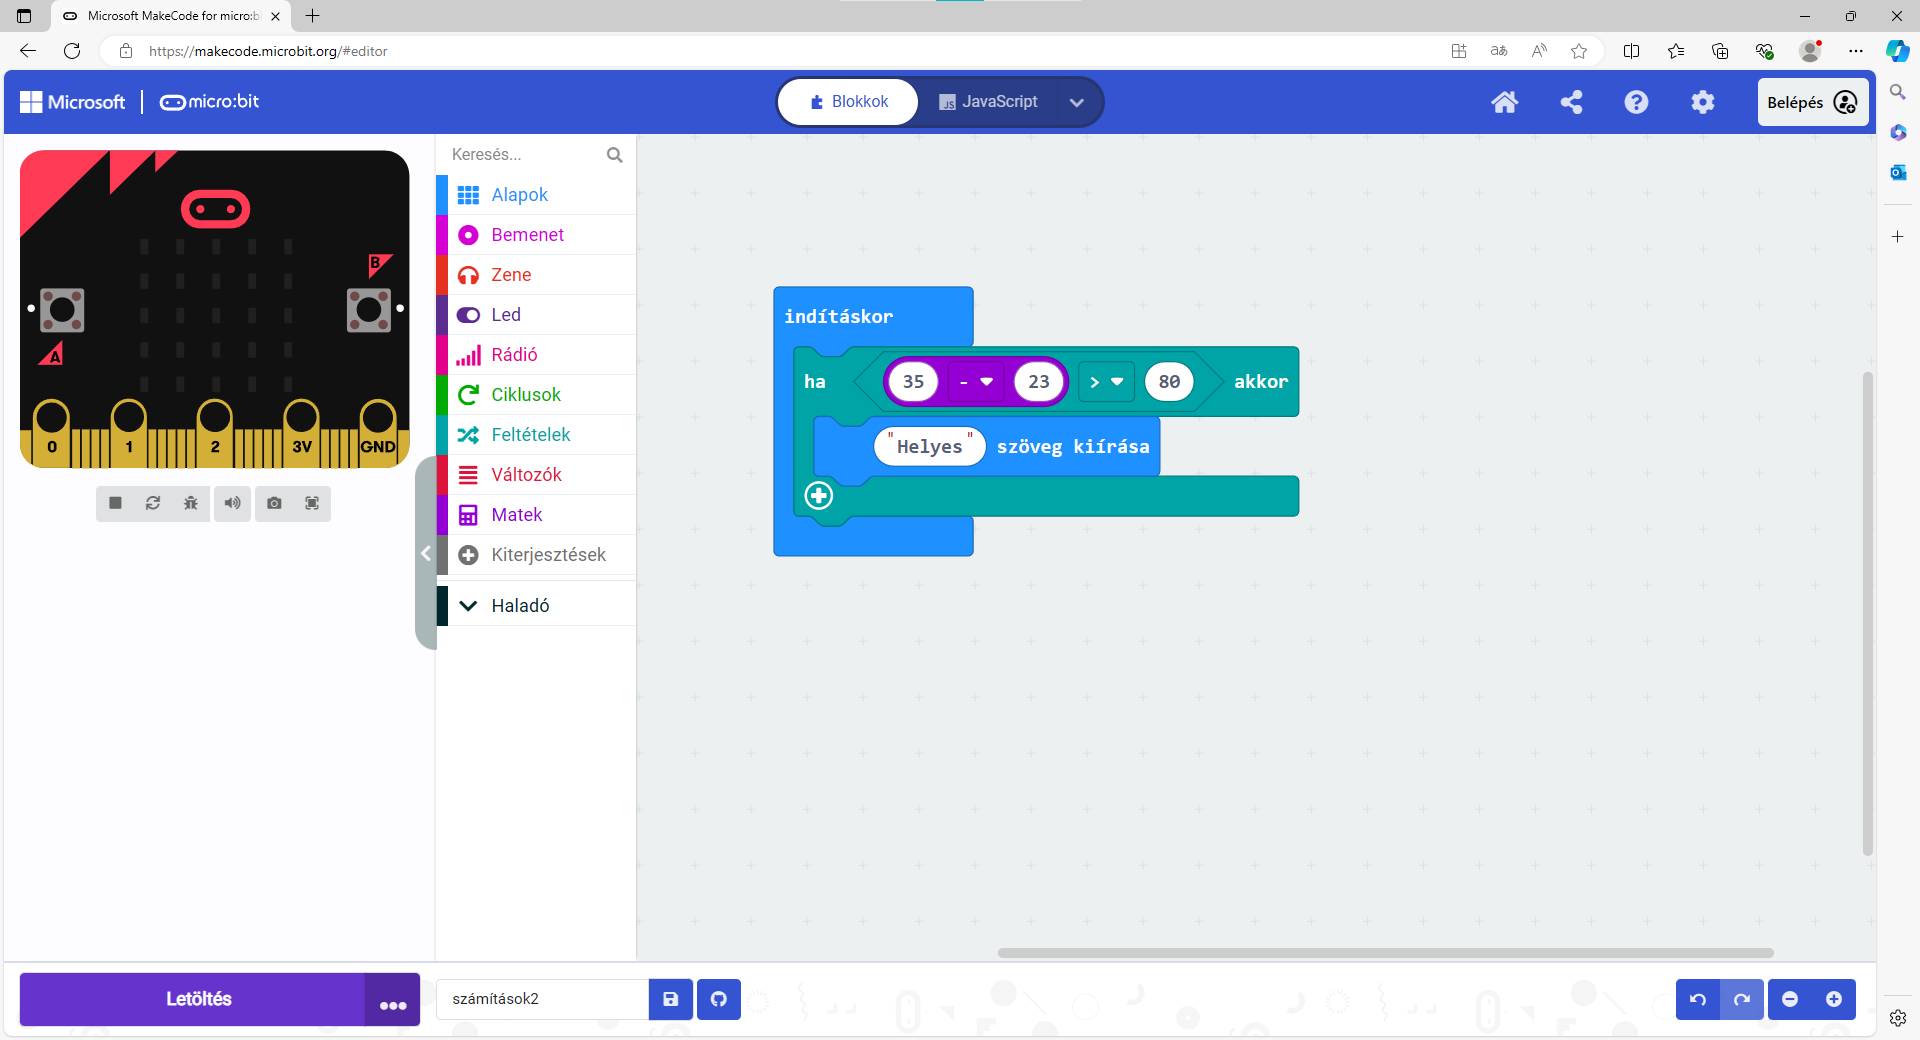 Microsoft MakeCode for micro:b
https://makecode.microsoft.org/#editor
Microsoft
micro:bit
Blokkok
JavaScript
Belépés
Keresés...
Alapok
Bemenet
Zene
Led
Rádió
Ciklusok
Feltételek
Változók
Matek
Kiterjesztések
Haladó
B
A
0 1 2 3V GND
indításkor
ha 35 - 23 > 80 akkor
"Helyes" szöveg kiírása
Letöltés
számítások2